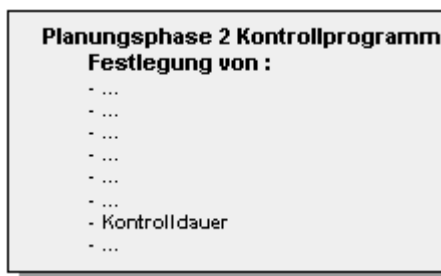 Planungsphase 2 Kontrollprogramm
Festlegung von :
- ...
- ...
- ...
- ...
- ...
- ...
- Kontrolldauer
- ...